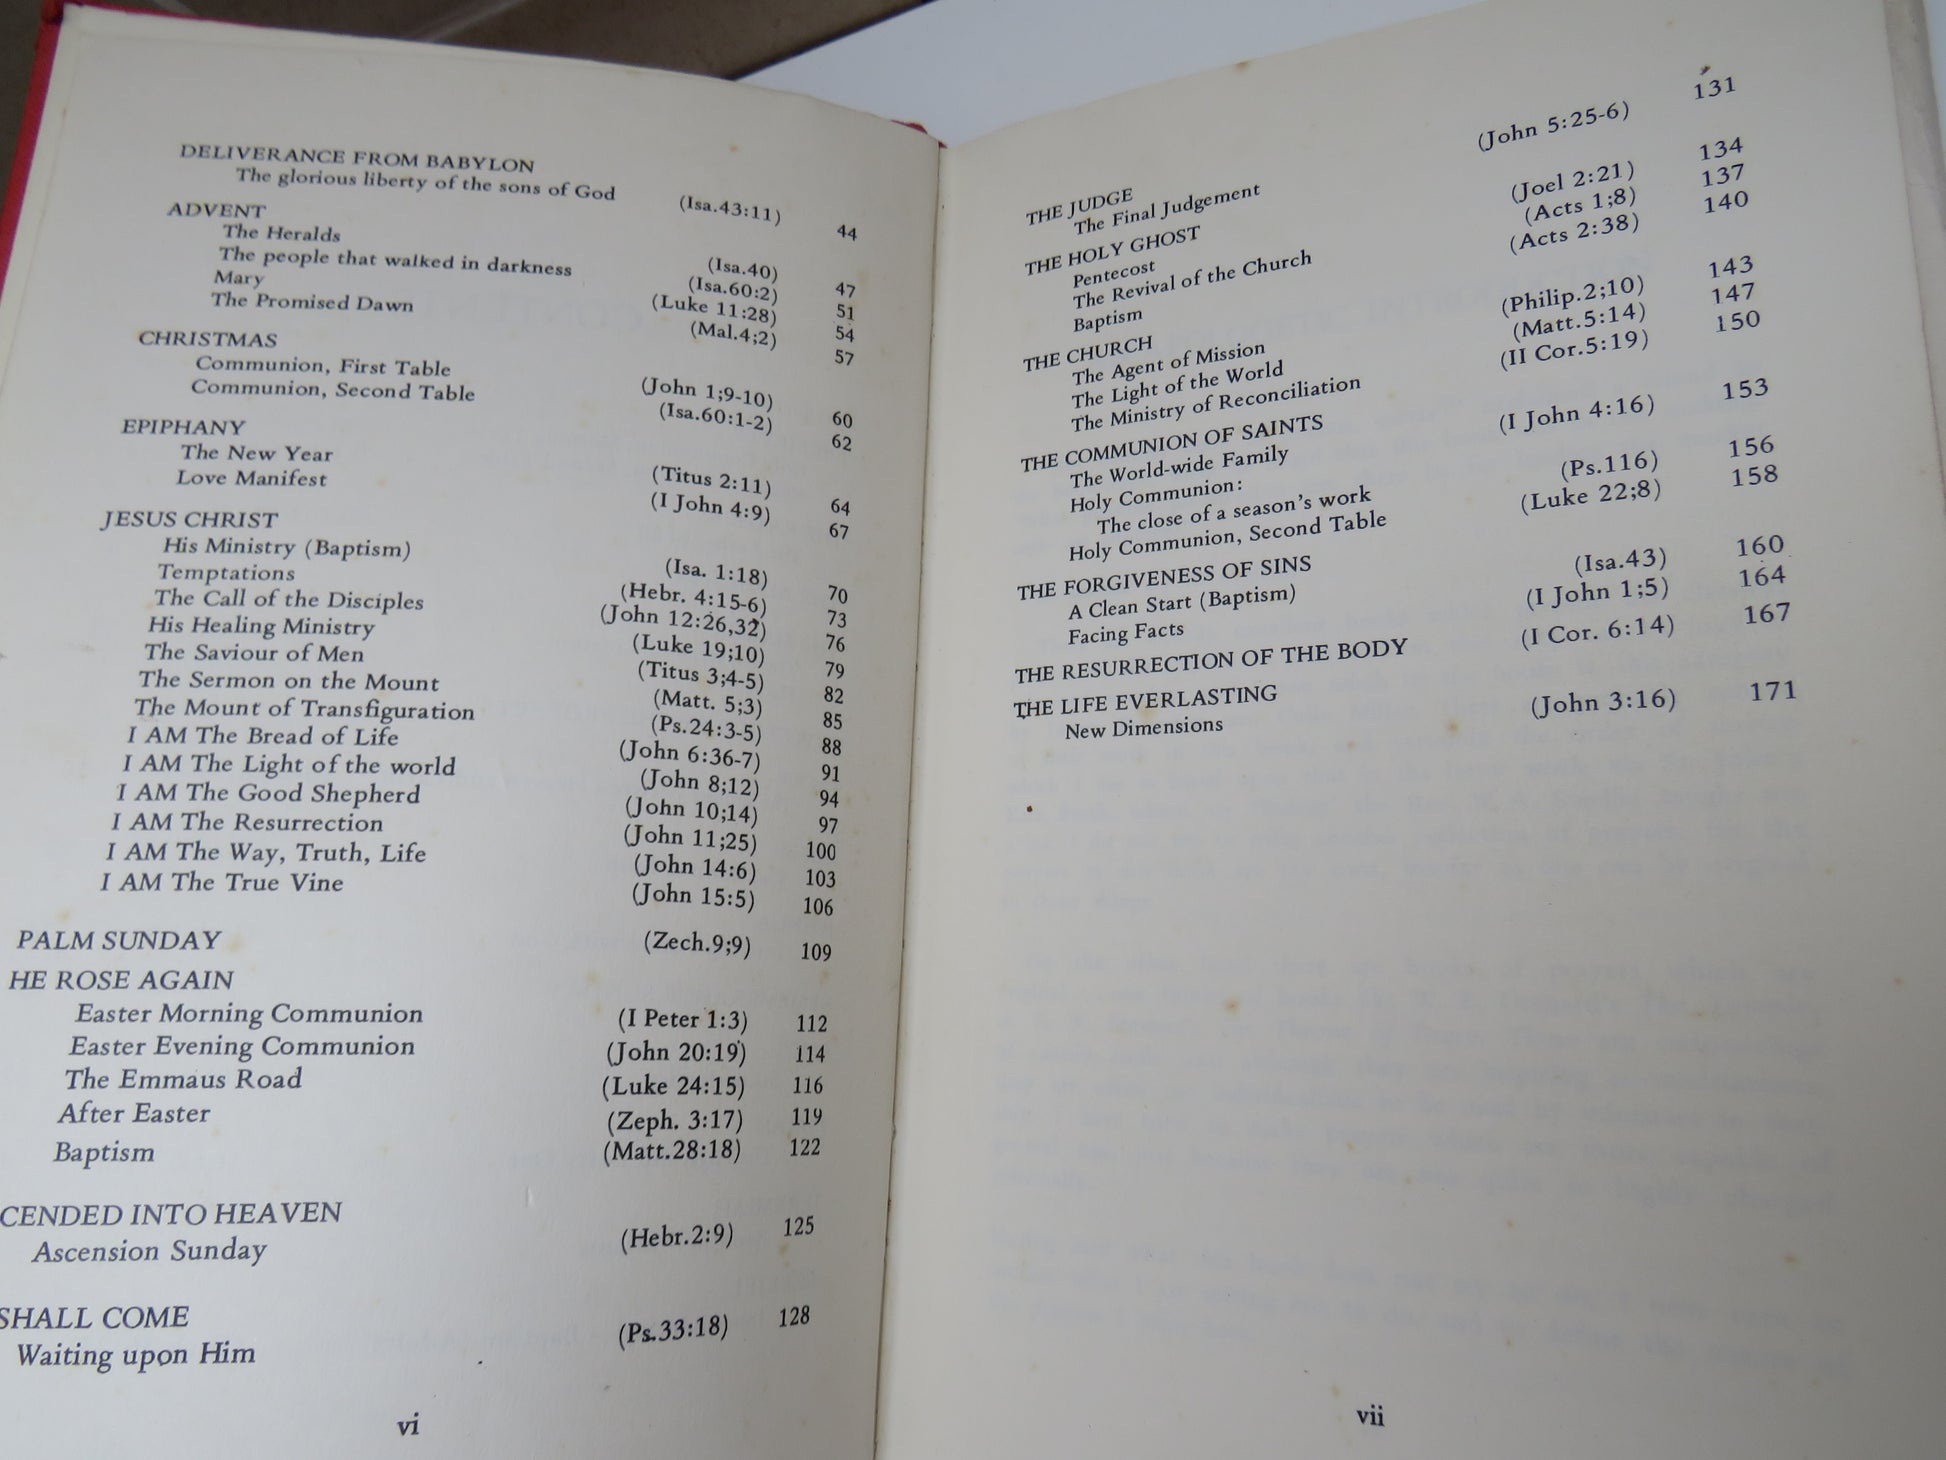 DELIVERANCE FROM BABYLON
The glorious liberty of the sons of God (Isa.43:11) 44
ADVENT
The Heralds (Isa.40) 47
The people that walked in darkness (Isa.60:2) 51
Mary (Luke 11:28) 54
The Promised Dawn (Mal.4;2) 57
CHRISTMAS
Communion, First Table (John 1;9-10) 60
Communion, Second Table (Isa.60:1-2) 62
EPIPHANY
The New Year (Titus 2:11) 64
Love Manifest (I John 4:9) 67
JESUS CHRIST
His Ministry (Baptism) (Isa. 1:18) 70
Temptations (Hebr. 4:15-6) 73
The Call of the Disciples (John 12:26,32) 76
His Healing Ministry (Luke 19;10) 79
The Saviour of Men (Titus 3;4-5) 82
The Sermon on the Mount (Matt. 5;3) 85
The Mount of Transfiguration (Ps.24:3-5) 88
I AM The Bread of Life (John 6:36-7) 91
I AM The Light of the world (John 8;12) 94
I AM The Good Shepherd (John 10;14) 97
I AM The Resurrection (John 11;25) 100
I AM The Way, Truth, Life (John 14:6) 103
I AM The True Vine (John 15:5) 106
PALM SUNDAY (Zech.9;9) 109
HE ROSE AGAIN
Easter Morning Communion (I Peter 1:3) 112
Easter Evening Communion (John 20:19) 114
The Emmaus Road (Luke 24:15) 116
After Easter (Zeph. 3:17) 119
Baptism (Matt.28:18) 122
CENDED INTO HEAVEN
Ascension Sunday (Hebr.2:9) 125
SHALL COME
Waiting upon Him (Ps.33:18) 128
vi
THE JUDGE
The Final Judgement (John 5:25-6) 131
THE HOLY GHOST
Pentecost (Joel 2:21) 134
The Revival of the Church (Acts 1;8) 137
Baptism (Acts 2:38) 140
THE CHURCH
The Agent of Mission (Philip.2;10) 143
The Light of the World (Matt.5:14) 147
The Ministry of Reconciliation (II Cor.5:19) 150
THE COMMUNION OF SAINTS
The World-wide Family (I John 4:16) 153
Holy Communion:
The close of a season's work (Ps.116) 156
Holy Communion, Second Table (Luke 22;8) 158
THE FORGIVENESS OF SINS
A Clean Start (Baptism) (Isa.43) 160
Facing Facts (I John 1;5) 164
THE RESURRECTION OF THE BODY (I Cor. 6:14) 167
THE LIFE EVERLASTING
New Dimensions (John 3:16) 171
vii